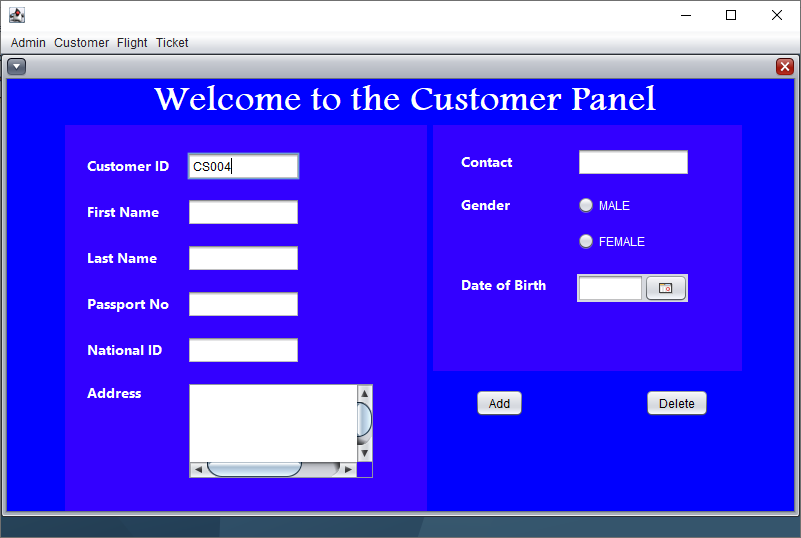 Admin Customer Flight Ticket
Welcome to the Customer Panel
Customer ID CS004
First Name
Last Name
Passport No
National ID
Address
Contact
Gender MALE
FEMALE
Date of Birth
Add Delete